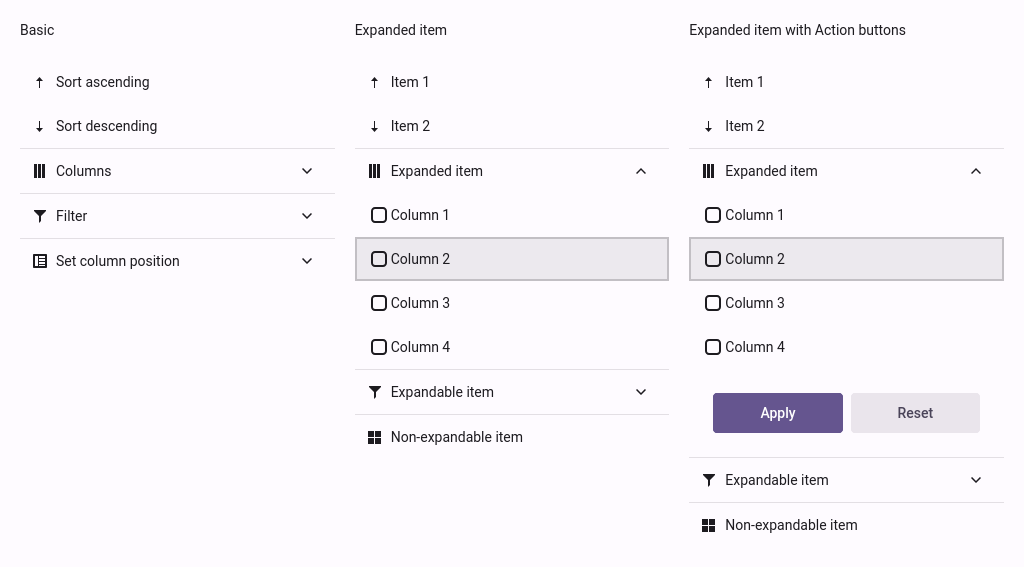 Basic
Sort ascending
Sort descending
Columns
Filter
Set column position
Expanded item
Item 1
Item 2
Expanded item
Column 1
Column 2
Column 3
Column 4
Expandable item
Non-expandable item
Expanded item with Action buttons
Item 1
Item 2
Expanded item
Column 1
Column 2
Column 3
Column 4
Apply Reset
Expandable item
Non-expandable item